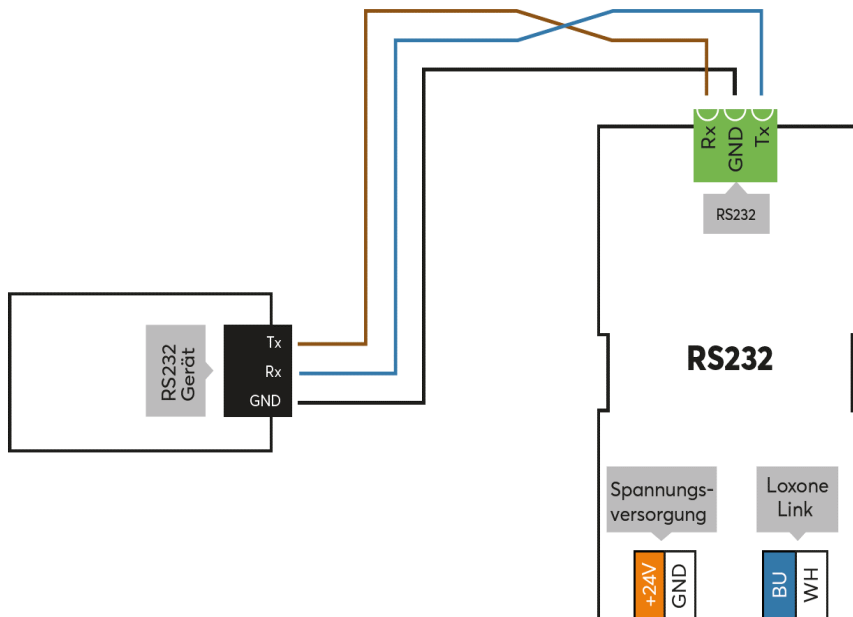 Rx
GND
Tx
RS232
RS232
Gerät
Tx
Rx
GND
RS232
Spannungs-
versorgung
Loxone
Link
+24V
GND
BU
WH